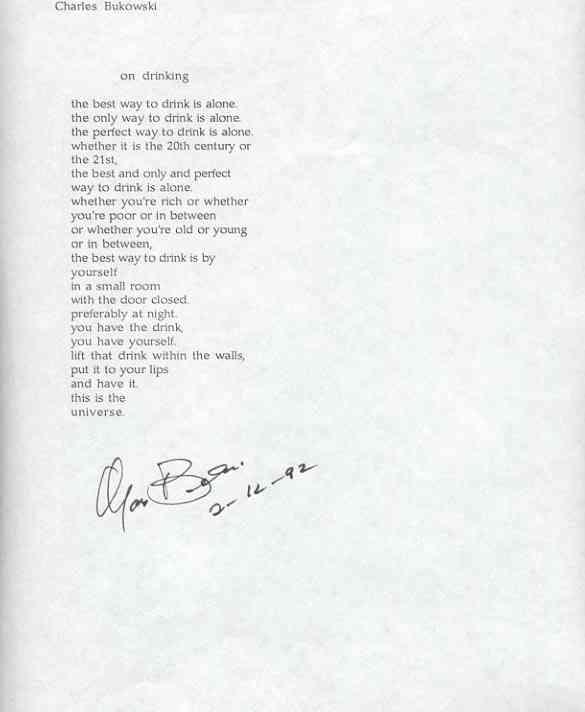 Charles Bukowski
on drinking
the best way to drink is alone.
the only way to drink is alone.
the perfect way to drink is alone.
whether it is the 20th century or
the 21st,
the best and only and perfect
way to drink is alone.
whether you're rich or whether
you're poor or in between
or whether you're old or young
or in between,
the best way to drink is by
yourself
in a small room
with the door closed.
preferably at night.
you have the drink,
you have yourself.
lift that drink within the walls,
put it to your lips
and have it.
this is the
universe.
2-12-92